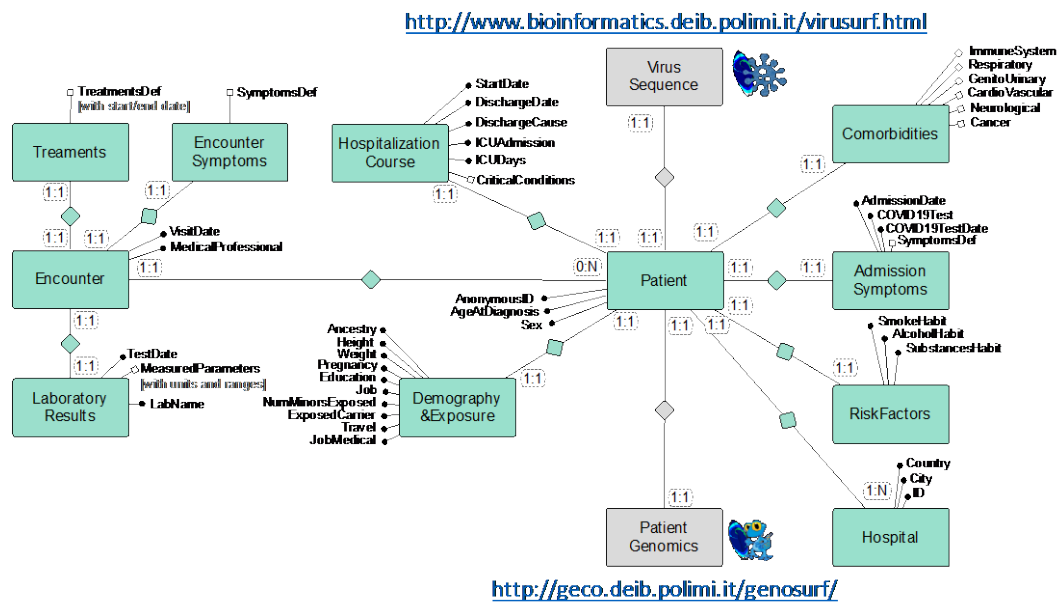 http://www.bioinformatics.deib.polimi.it/virusurf.html
TreatmentsDef
[with start/end date]
Treaments
1:1
SymptomsDef
Encounter
Symptoms
1:1
StartDate
DischargeDate
DischargeCause
ICUAdmission
ICUDays
CriticalConditions
Hospitalization
Course
1:1
Virus
Sequence
1:1
ImmuneSystem
Respiratory
GenitoUrinary
CardioVascular
Neurological
Cancer
Comorbidities
1:1
1:1
1:1
VisitDate
MedicalProfessional
Encounter
1:1
1:1
0:N
1:1
1:1
1:1
Patient
AnonymousID
AgeAtDiagnosis
Sex
1:1
1:1
1:1
1:1
1:1
1:1
AdmissionDate
COVID19Test
COVID19TestDate
SymptomsDef
Admission
Symptoms
1:1
TestDate
MeasuredParameters
[with units and ranges]
LabName
Laboratory
Results
Ancestry
Height
Weight
Pregnancy
Education
Job
NumMinorsExposed
ExposedCarrier
Travel
JobMedical
Demography
&Exposure
1:1
SmokeHabit
AlcoholHabit
SubstancesHabit
1:1
RiskFactors
1:1
Patient
Genomics
1:N
Country
City
ID
Hospital
http://geco.deib.polimi.it/genosurf/